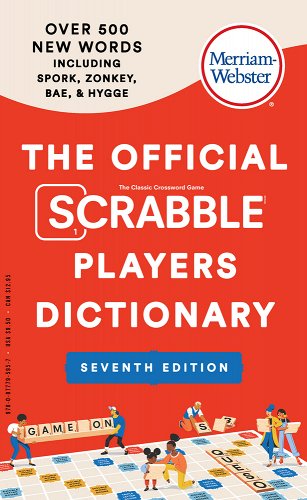 OVER 500
NEW WORDS
INCLUDING
SPORK, ZONKEY,
BAE, & HYGGE
Merriam-
Webster
THE OFFICIAL
The Classic Crossword Game
SCRABBLE
1
PLAYERS
DICTIONARY
SEVENTH EDITION
GAME ON
S?